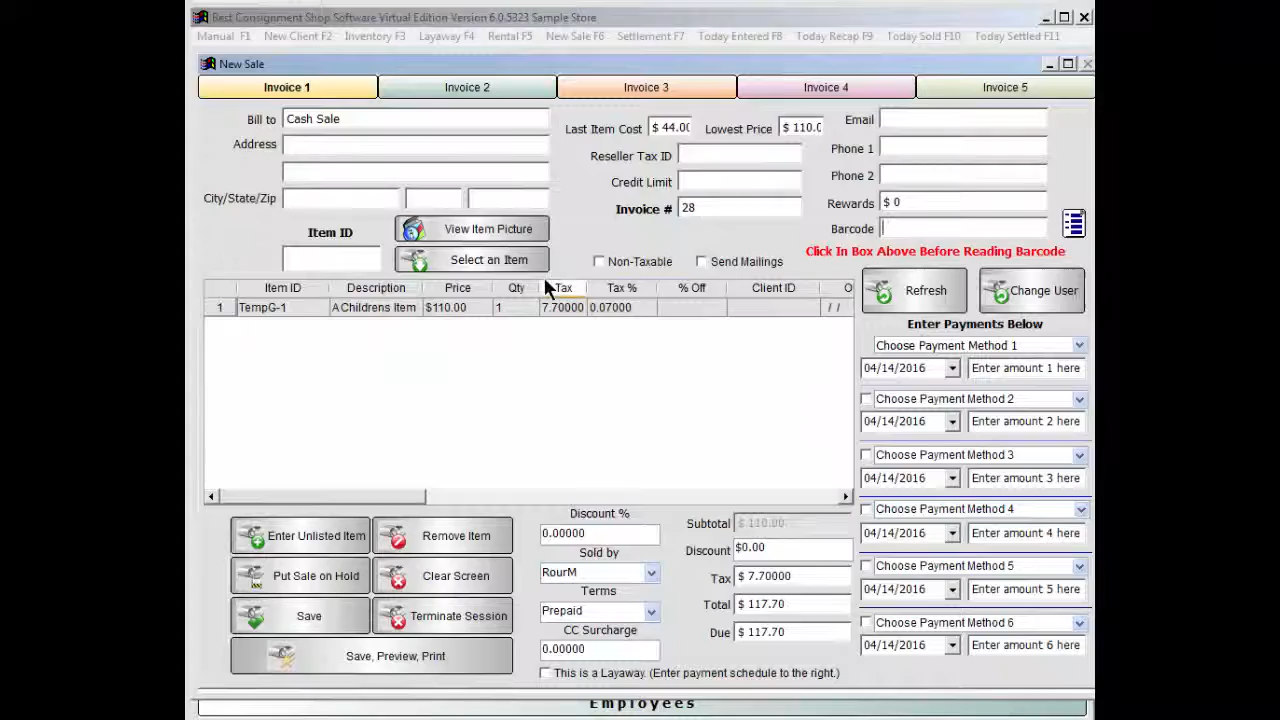 Best Consignment Shop Software Virtual Edition Version 6.0.5323 Sample Store
Manual F1 New Client F2 Inventory F3 Layaway F4 Rental F5 New Sale F6 Settlement F7 Today Entered F8 Today Recap F9 Today Sold F10 Today Settled F11
New Sale
Invoice 1 Invoice 2 Invoice 3 Invoice 4 Invoice 5
Bill to Cash Sale
Address
City/State/Zip
Item ID
View Item Picture
Select an Item
Last Item Cost $ 44.00 Lowest Price $ 110.0
Reseller Tax ID
Credit Limit
Invoice # 28
Non-Taxable Send Mailings
Email
Phone 1
Phone 2
Rewards $ 0
Barcode
Click In Box Above Before Reading Barcode
Refresh Change User
Item ID Description Price Qty Tax Tax % % Off Client ID O
1 TempG-1 A Childrens Item $110.00 1 7.70000 0.07000 / /
Enter Payments Below
Choose Payment Method 1
04/14/2016 Enter amount 1 here
Choose Payment Method 2
04/14/2016 Enter amount 2 here
Choose Payment Method 3
04/14/2016 Enter amount 3 here
Choose Payment Method 4
04/14/2016 Enter amount 4 here
Choose Payment Method 5
04/14/2016 Enter amount 5 here
Choose Payment Method 6
04/14/2016 Enter amount 6 here
Enter Unlisted Item Remove Item
Put Sale on Hold Clear Screen
Save Terminate Session
Save, Preview, Print
Discount %
0.00000
Sold by
RourM
Terms
Prepaid
CC Surcharge
0.00000
Subtotal $ 110.00
Discount $0.00
Tax $ 7.70000
Total $ 117.70
Due $ 117.70
This is a Layaway. (Enter payment schedule to the right.)
Employees